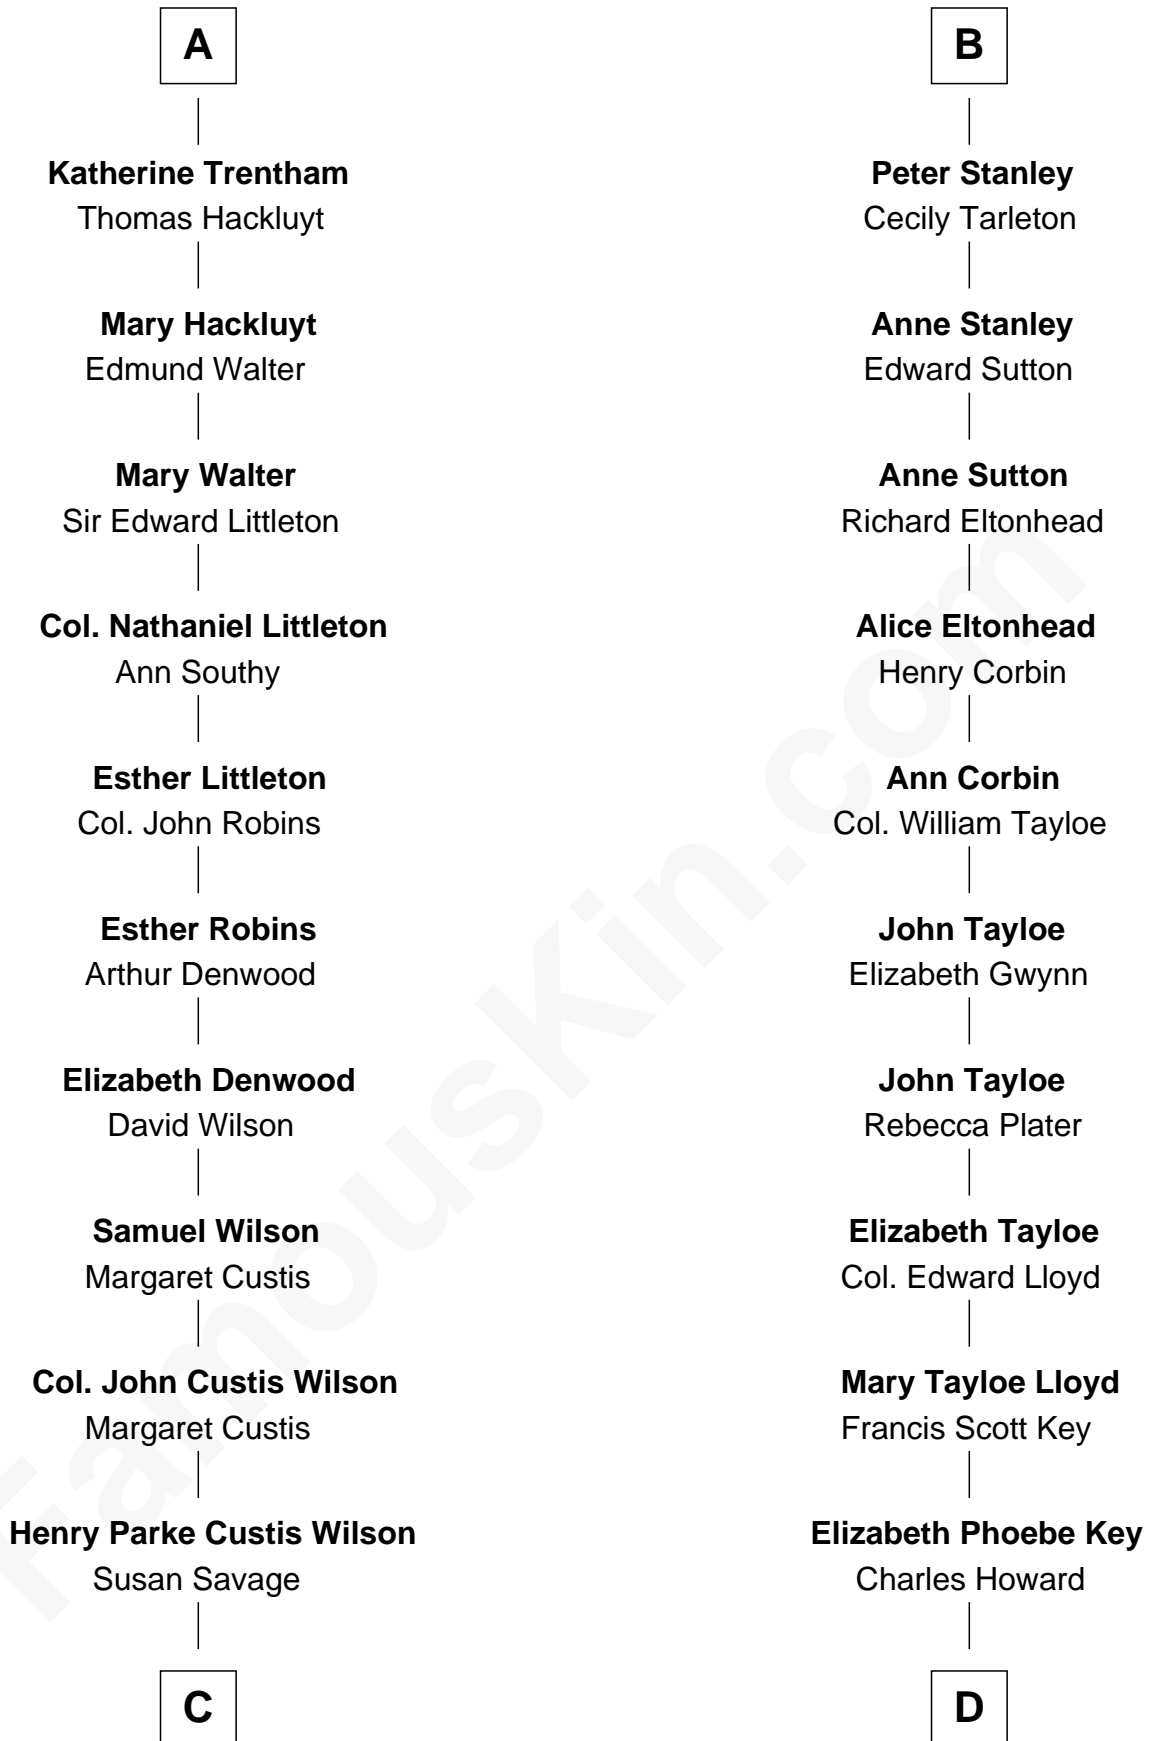 A
Katherine Trentham
Thomas Hackluyt
Mary Hackluyt
Edmund Walter
Mary Walter
Sir Edward Littleton
Col. Nathaniel Littleton
Ann Southy
Esther Littleton
Col. John Robins
Esther Robins
Arthur Denwood
Elizabeth Denwood
David Wilson
Samuel Wilson
Margaret Custis
Col. John Custis Wilson
Margaret Custis
Henry Parke Custis Wilson
Susan Savage
C
B
Peter Stanley
Cecily Tarleton
Anne Stanley
Edward Sutton
Anne Sutton
Richard Eltonhead
Alice Eltonhead
Henry Corbin
Ann Corbin
Col. William Tayloe
John Tayloe
Elizabeth Gwynn
John Tayloe
Rebecca Plater
Elizabeth Tayloe
Col. Edward Lloyd
Mary Tayloe Lloyd
Francis Scott Key
Elizabeth Phoebe Key
Charles Howard
D
FamousKin.com